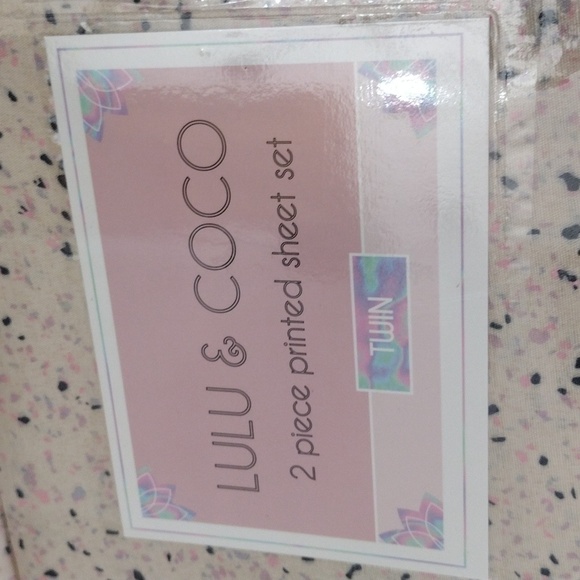 LULU & COCO
2 piece printed sheet set
TWIN